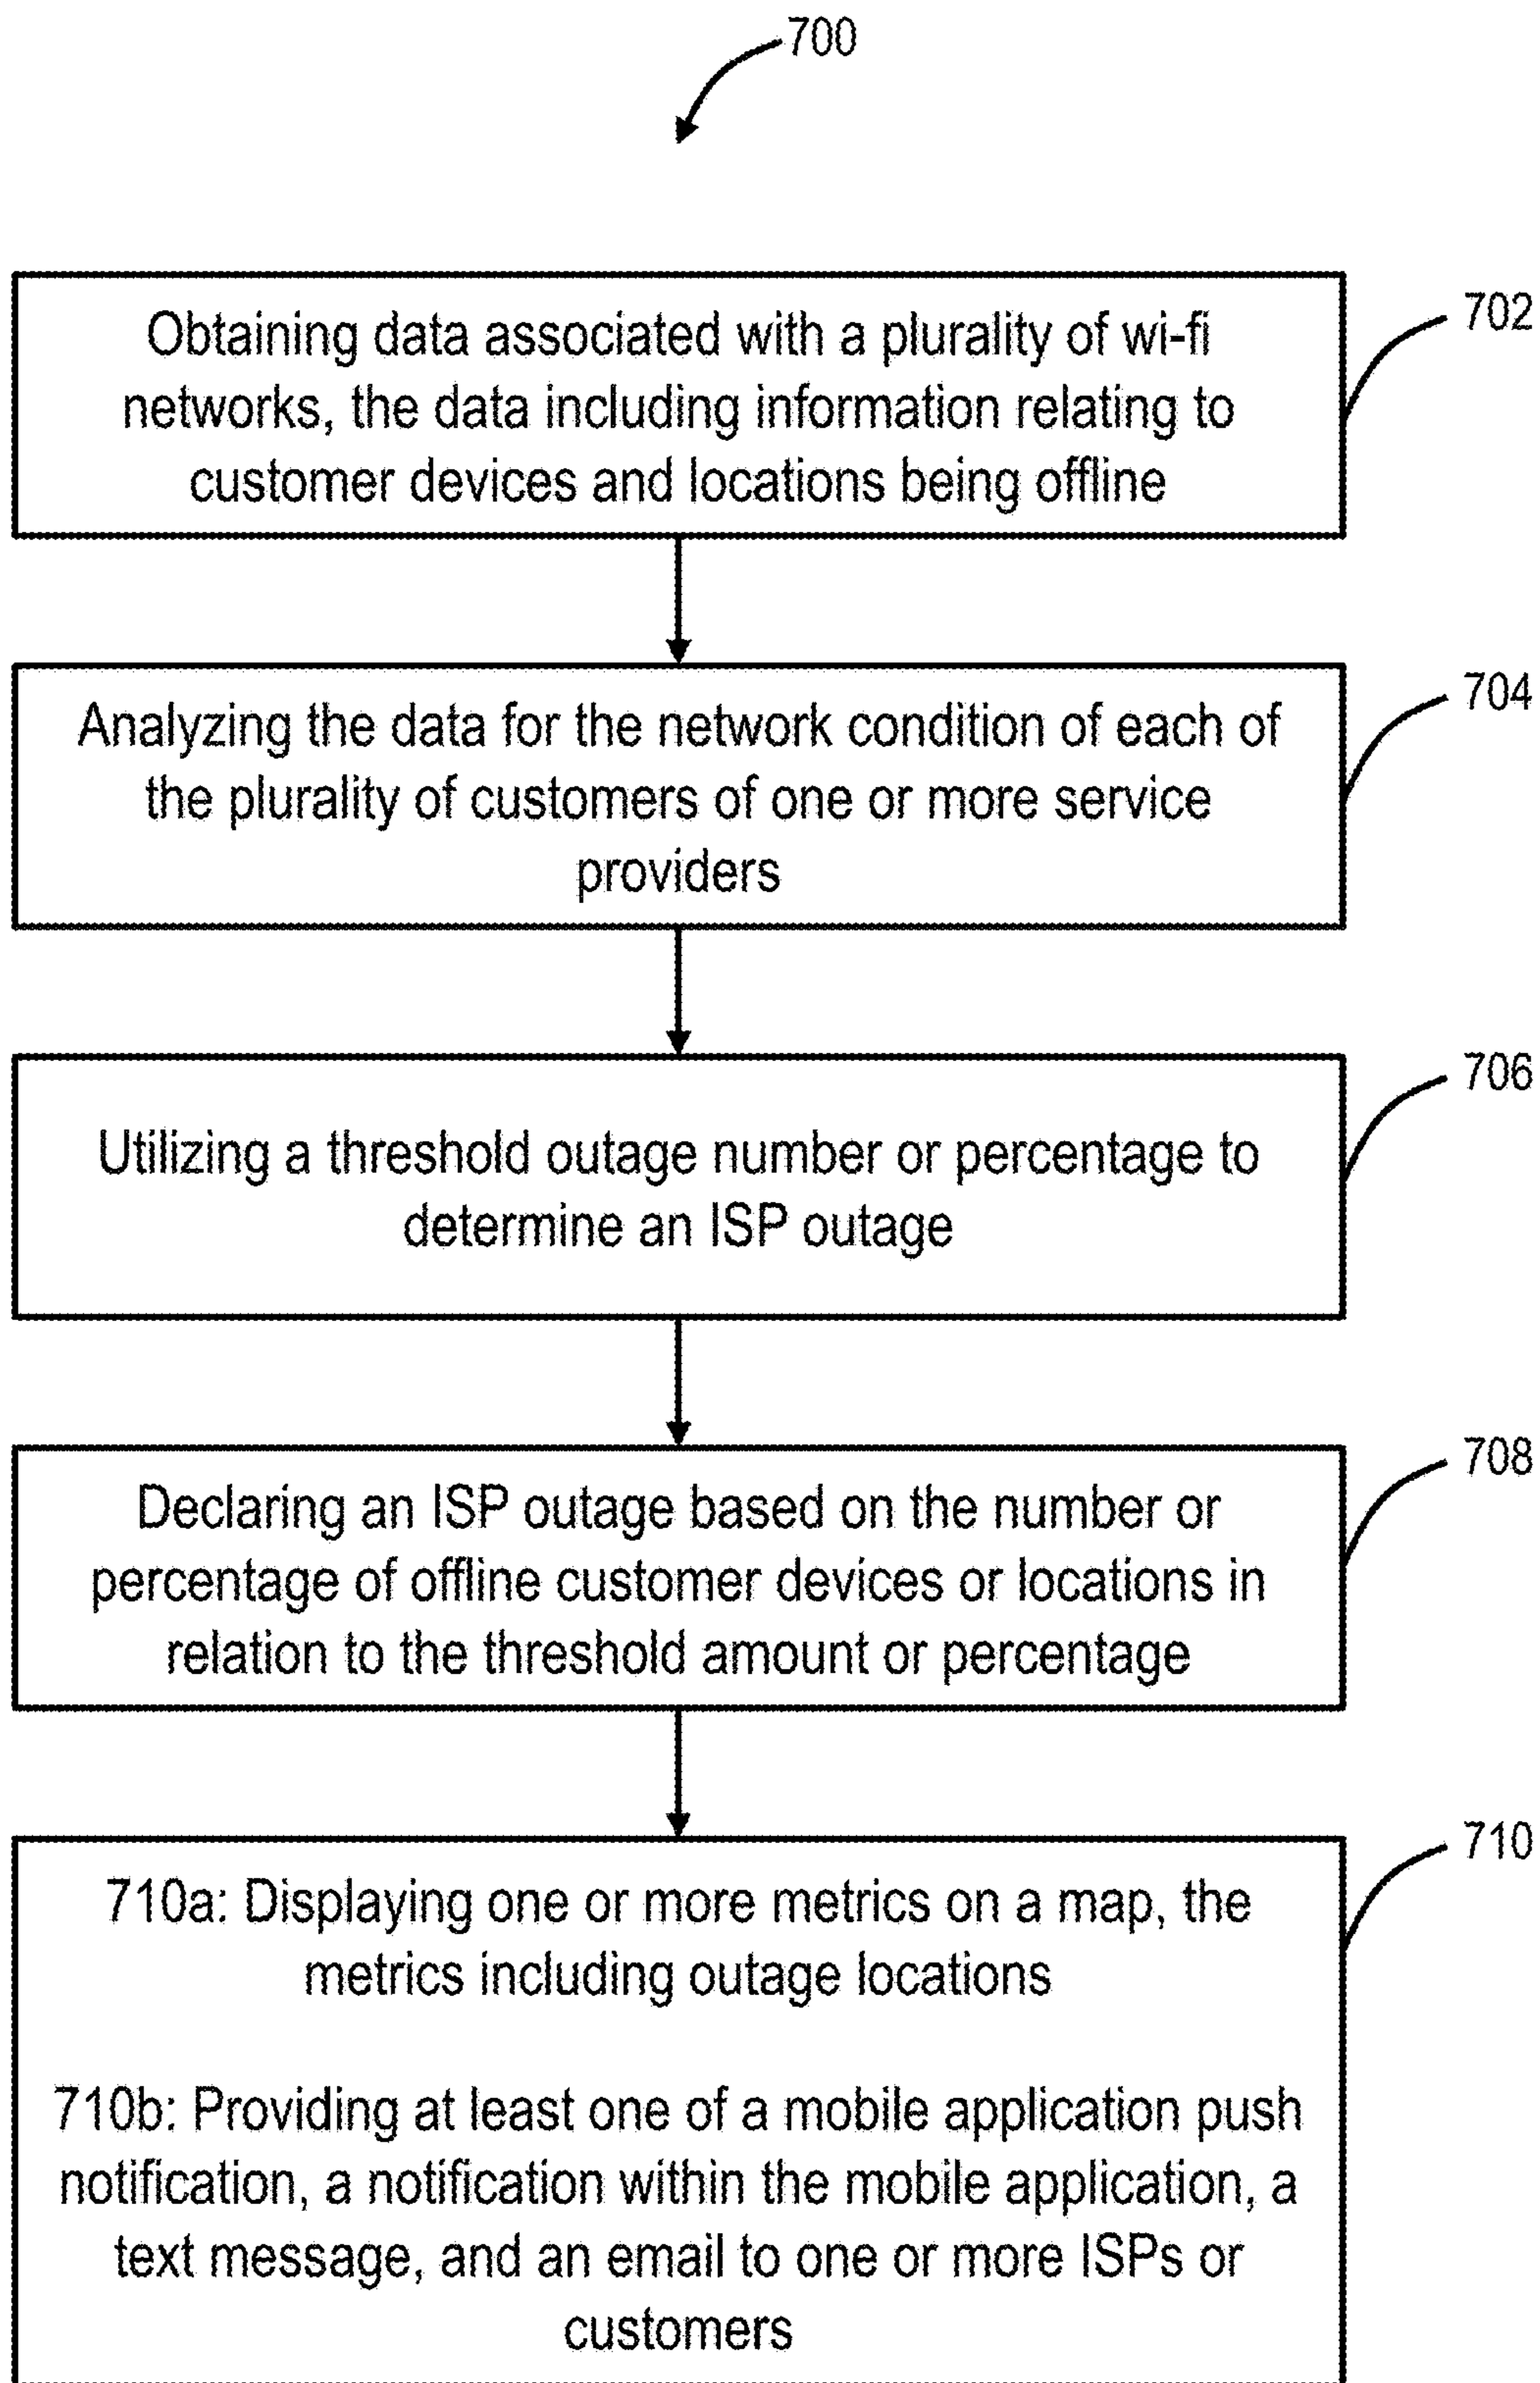 700
Obtaining data associated with a plurality of wi-fi
networks, the data including information relating to
customer devices and locations being offline
702
Analyzing the data for the network condition of each of
the plurality of customers of one or more service
providers
704
Utilizing a threshold outage number or percentage to
determine an ISP outage
706
Declaring an ISP outage based on the number or
percentage of offline customer devices or locations in
relation to the threshold amount or percentage
708
710a: Displaying one or more metrics on a map, the
metrics including outage locations
710b: Providing at least one of a mobile application push
notification, a notification within the mobile application, a
text message, and an email to one or more ISPs or
customers
710